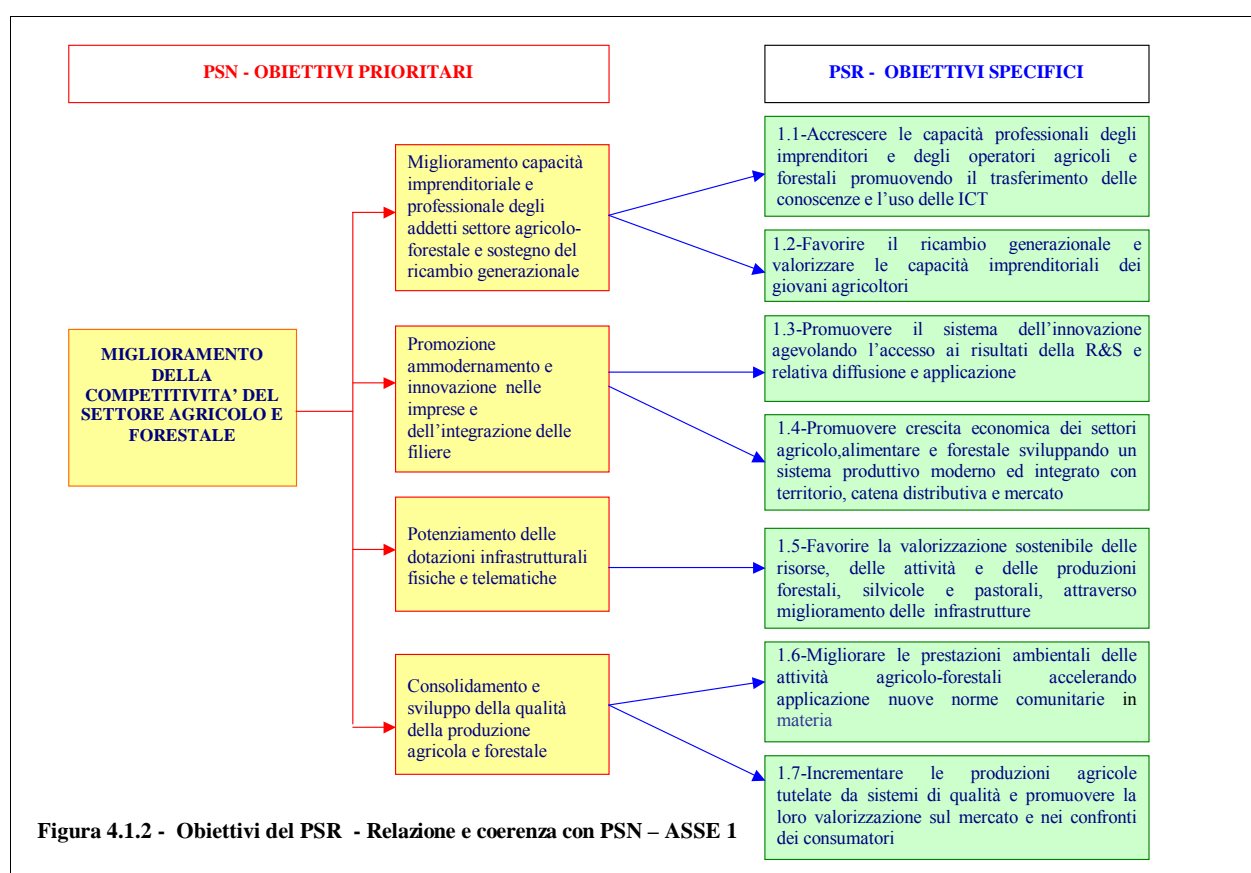 PSN - OBIETTIVI PRIORITARI
PSR - OBIETTIVI SPECIFICI
MIGLIORAMENTO
DELLA
COMPETITIVITA’ DEL
SETTORE AGRICOLO E
FORESTALE
Miglioramento capacità
imprenditoriale e
professionale degli
addetti settore agricolo-
forestale e sostegno del
ricambio generazionale
Promozione
ammodernamento e
innovazione nelle
imprese e
dell’integrazione delle
filiere
Potenziamento delle
dotazioni infrastrutturali
fisiche e telematiche
Consolidamento e
sviluppo della qualità
della produzione
agricola e forestale
1.1-Accrescere le capacità professionali degli
imprenditori e degli operatori agricoli e
forestali promuovendo il trasferimento delle
conoscenze e l’uso delle ICT
1.2-Favorire il ricambio generazionale e
valorizzare le capacità imprenditoriali dei
giovani agricoltori
1.3-Promuovere il sistema dell’innovazione
agevolando l’accesso ai risultati della R&S e
relativa diffusione e applicazione
1.4-Promuovere crescita economica dei settori
agricolo,alimentare e forestale sviluppando un
sistema produttivo moderno ed integrato con
territorio, catena distributiva e mercato
1.5-Favorire la valorizzazione sostenibile delle
risorse, delle attività e delle produzioni
forestali, silvicole e pastorali, attraverso
miglioramento delle infrastrutture
1.6-Migliorare le prestazioni ambientali delle
attività agricolo-forestali accelerando
applicazione nuove norme comunitarie in
materia
1.7-Incrementare le produzioni agricole
tutelate da sistemi di qualità e promuovere la
loro valorizzazione sul mercato e nei confronti
dei consumatori
Figura 4.1.2 - Obiettivi del PSR - Relazione e coerenza con PSN – ASSE 1